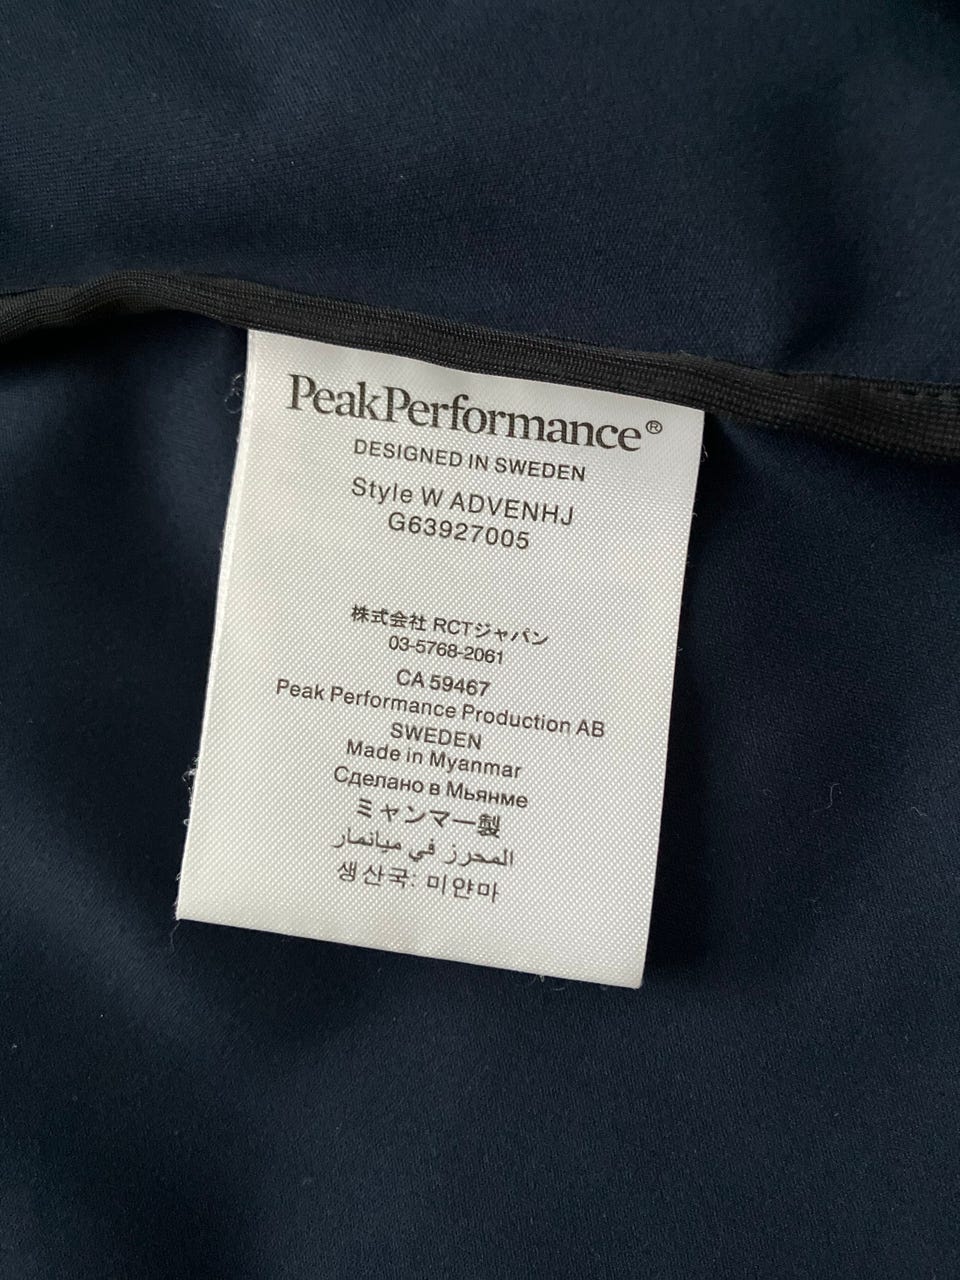 PeakPerformance®
DESIGNED IN SWEDEN
Style W ADVENHJ
G63927005
株式会社 RCTジャパン
03-5768-2061
CA 59467
Peak Performance Production AB
SWEDEN
Made in Myanmar
Сделано в Мьянме
ミャンマー製
المحرز في ميانمار
생산국: 미얀마